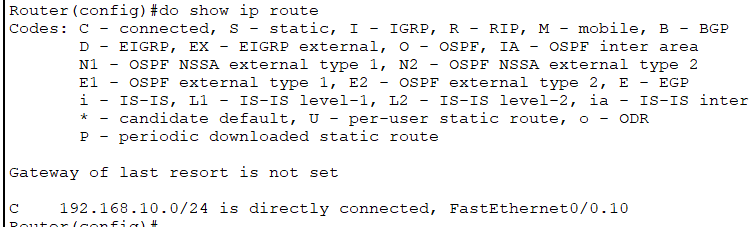 Router(config)#do show ip route
Codes: C - connected, S - static, I - IGRP, R - RIP, M - mobile, B - BGP
D - EIGRP, EX - EIGRP external, O - OSPF, IA - OSPF inter area
N1 - OSPF NSSA external type 1, N2 - OSPF NSSA external type 2
E1 - OSPF external type 1, E2 - OSPF external type 2, E - EGP
i - IS-IS, L1 - IS-IS level-1, L2 - IS-IS level-2, ia - IS-IS inter
* - candidate default, U - per-user static route, o - ODR
P - periodic downloaded static route
Gateway of last resort is not set
C 192.168.10.0/24 is directly connected, FastEthernet0/0.10
Router(config)#